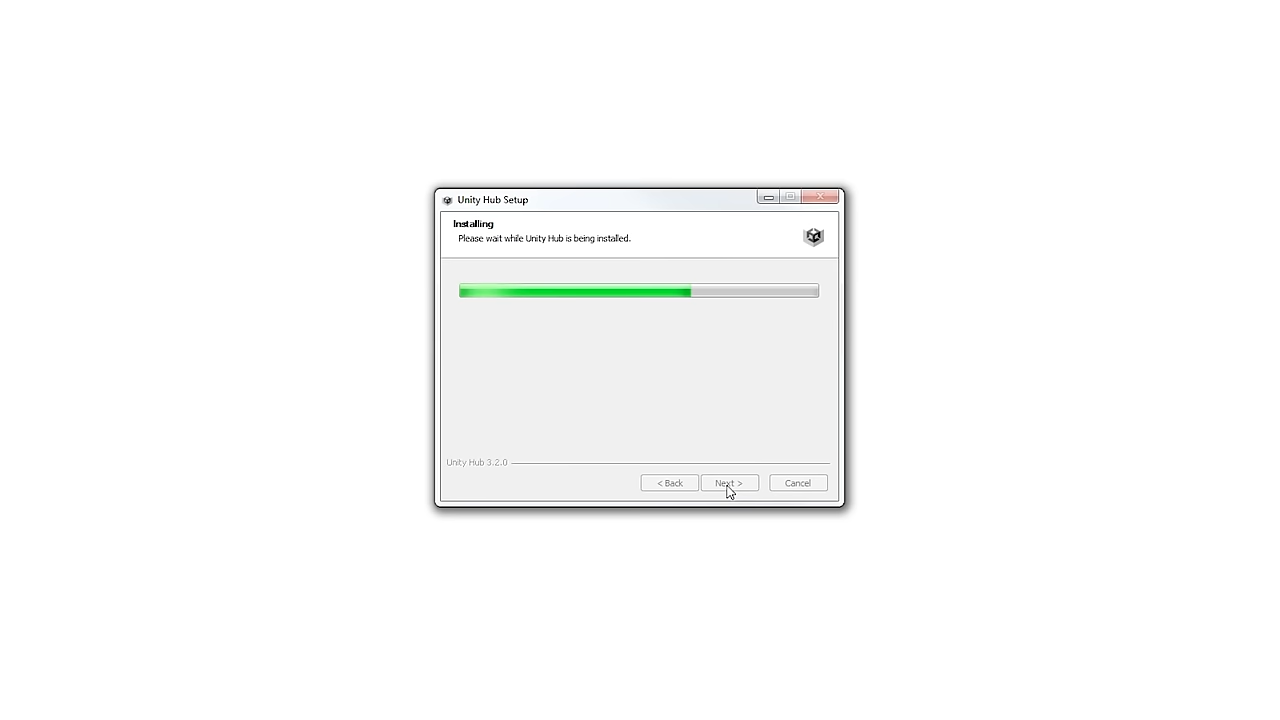 Unity Hub Setup
Installing
Please wait while Unity Hub is being installed.
Unity Hub 3.2.0
< Back
Next >
Cancel